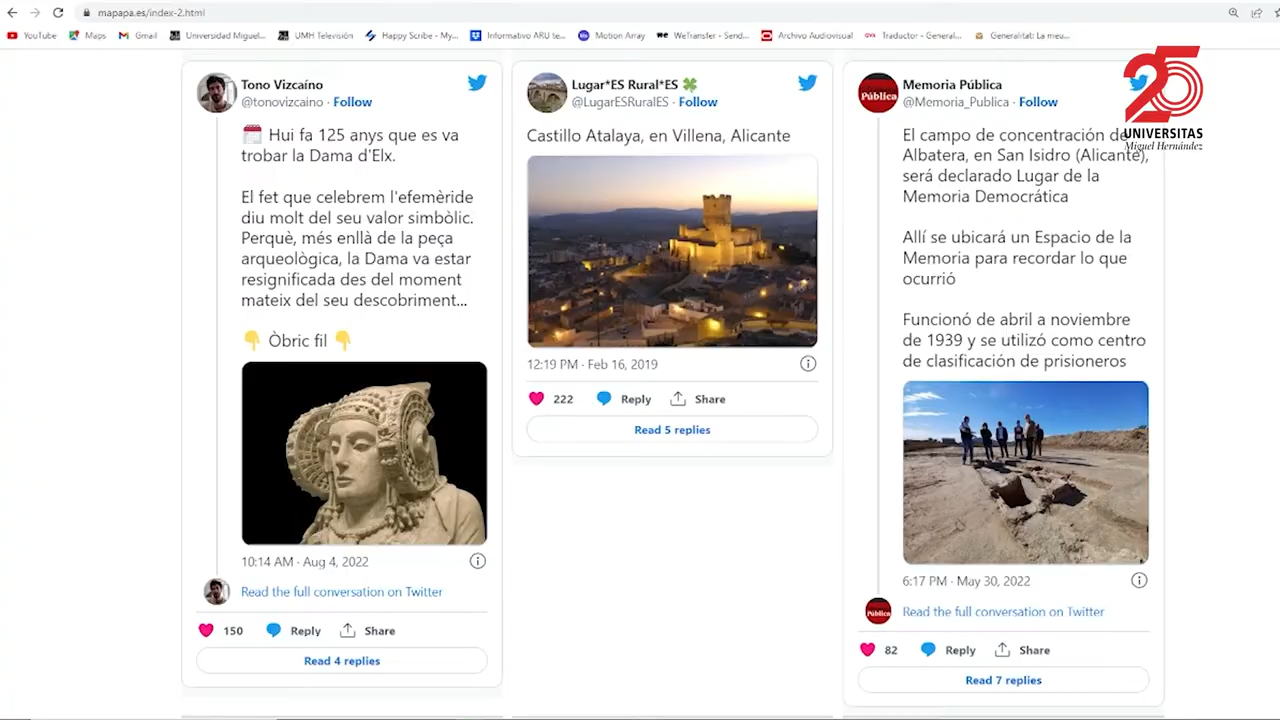 mapapa.es/index-2.html
YouTube
Maps
Gmail
Universidad Miguel...
UMH Televisión
Happy Scribe - My...
Informativo ARU te...
Motion Array
WeTransfer - Send...
Archivo Audiovisual
Traductor - General...
Generalitat: La meu...
Tono Vizcaíno
@tonovizcaino · Follow
Hui fa 125 anys que es va
trobar la Dama d'Elx.
El fet que celebrem l'efemèride
diu molt del seu valor simbòlic.
Perquè, més enllà de la peça
arqueològica, la Dama va estar
resignificada des del moment
mateix del seu descobriment...
Òbric fil
10:14 AM · Aug 4, 2022
Read the full conversation on Twitter
150 Reply Share
Read 4 replies
Lugar*ES Rural*ES
@LugarESRuralES · Follow
Castillo Atalaya, en Villena, Alicante
12:19 PM · Feb 16, 2019
222 Reply Share
Read 5 replies
Pública
Memoria Pública
@Memoria_Publica · Follow
El campo de concentración de
Albatera, en San Isidro (Alicante),
será declarado Lugar de la
Memoria Democrática
Allí se ubicará un Espacio de la
Memoria para recordar lo que
ocurrió
Funcionó de abril a noviembre
de 1939 y se utilizó como centro
de clasificación de prisioneros
6:17 PM · May 30, 2022
Pública
Read the full conversation on Twitter
82 Reply Share
Read 7 replies
25
UNIVERSITAS
Miguel Hernández